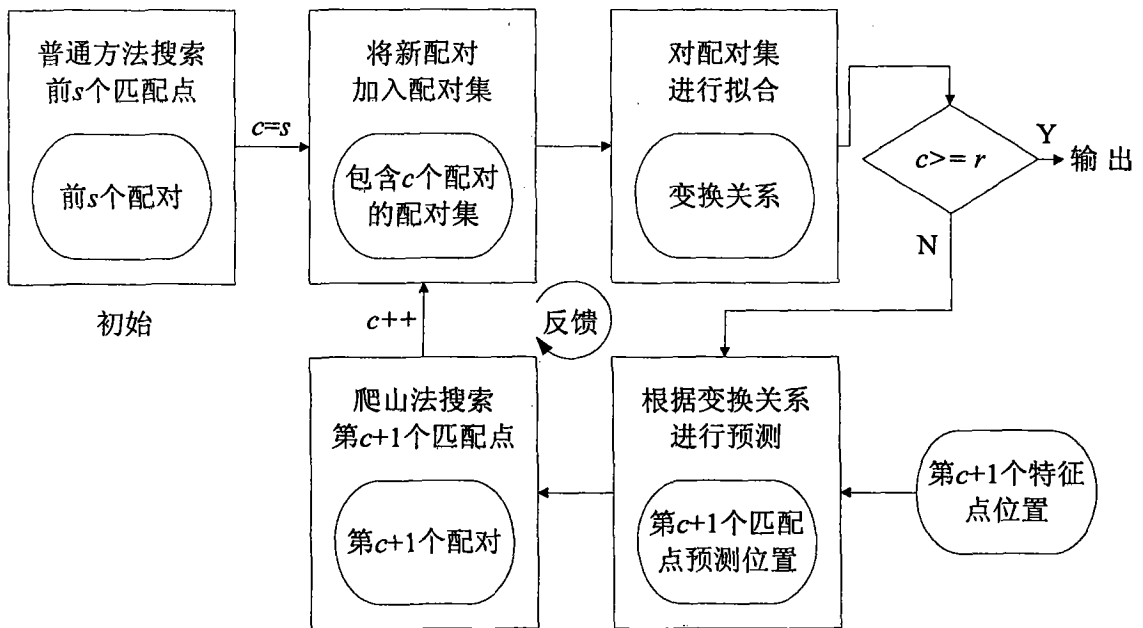 普通方法搜索
前s个匹配点
前s个配对
初始
c=s
将新配对
加入配对集
包含c个配对
的配对集
对配对集
进行拟合
变换关系
c>= r
Y
输 出
N
根据变换关系
进行预测
第c+1个匹配
点预测位置
第c+1个特征
点位置
爬山法搜索
第c+1个匹配点
第c+1个配对
c++
反馈